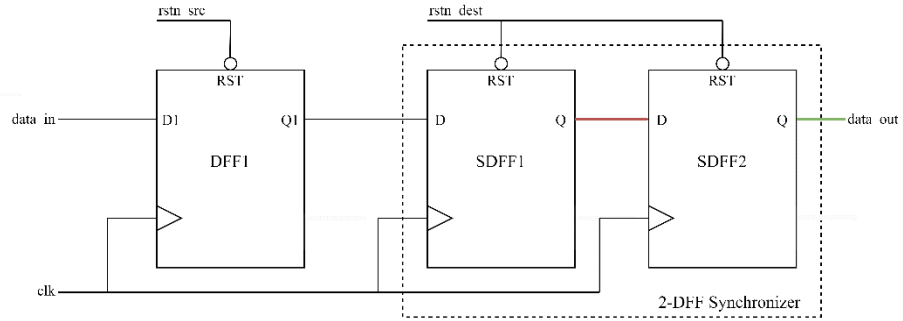 rstn_src
rstn_dest
RST
RST
RST
data_in
D1
Q1
D
Q
D
Q
data_out
DFF1
SDFF1
SDFF2
clk
2-DFF Synchronizer